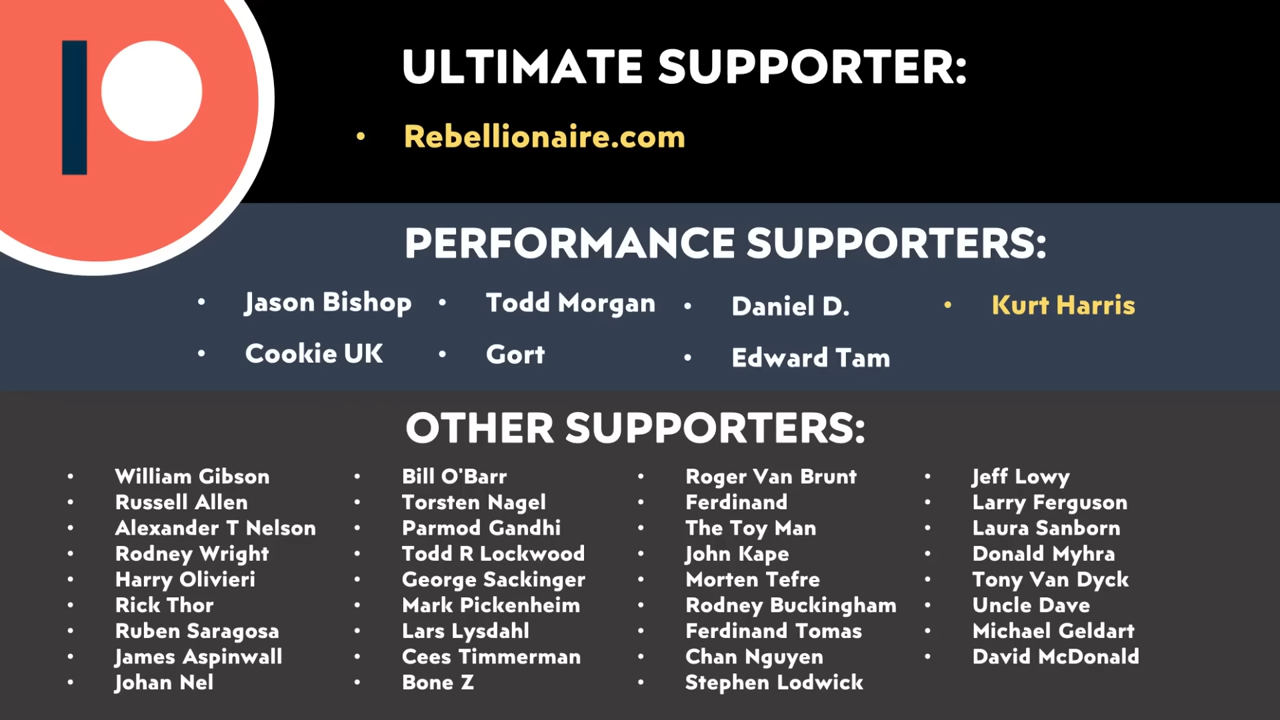 ULTIMATE SUPPORTER:
• Rebellionaire.com
PERFORMANCE SUPPORTERS:
• Jason Bishop
• Cookie UK
• Todd Morgan
• Gort
• Daniel D.
• Edward Tam
• Kurt Harris
OTHER SUPPORTERS:
• William Gibson
• Russell Allen
• Alexander T Nelson
• Rodney Wright
• Harry Olivieri
• Rick Thor
• Ruben Saragosa
• James Aspinwall
• Johan Nel
• Bill O'Barr
• Torsten Nagel
• Parmod Gandhi
• Todd R Lockwood
• George Sackinger
• Mark Pickenheim
• Lars Lysdahl
• Cees Timmerman
• Bone Z
• Roger Van Brunt
• Ferdinand
• The Toy Man
• John Kape
• Morten Tefre
• Rodney Buckingham
• Ferdinand Tomas
• Chan Nguyen
• Stephen Lodwick
• Jeff Lowy
• Larry Ferguson
• Laura Sanborn
• Donald Myhra
• Tony Van Dyck
• Uncle Dave
• Michael Geldart
• David McDonald